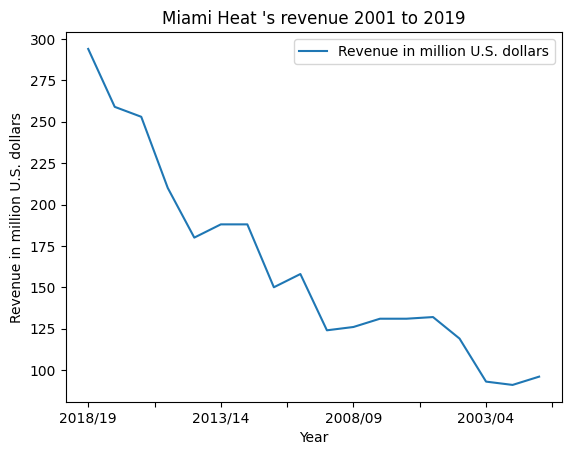 Miami Heat 's revenue 2001 to 2019
Revenue in million U.S. dollars
300
275
250
225
200
175
150
125
100
Revenue in million U.S. dollars
2018/19 2013/14 2008/09 2003/04
Year